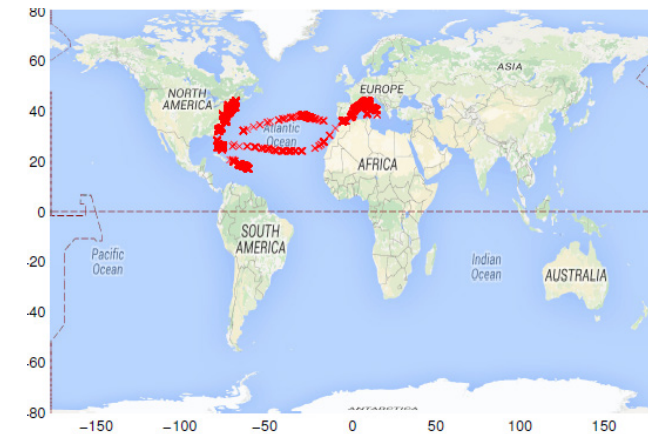 80
60
ASIA
NORTH
AMERICA
EUROPE
40
Atlantic
Ocean
20
AFRICA
0
SOUTH
AMERICA
Pacific
Ocean
Indian
Ocean
-20
AUSTRALIA
-40
-60
-80
ANTARCTICA
−150
−100
−50
0
50
100
150